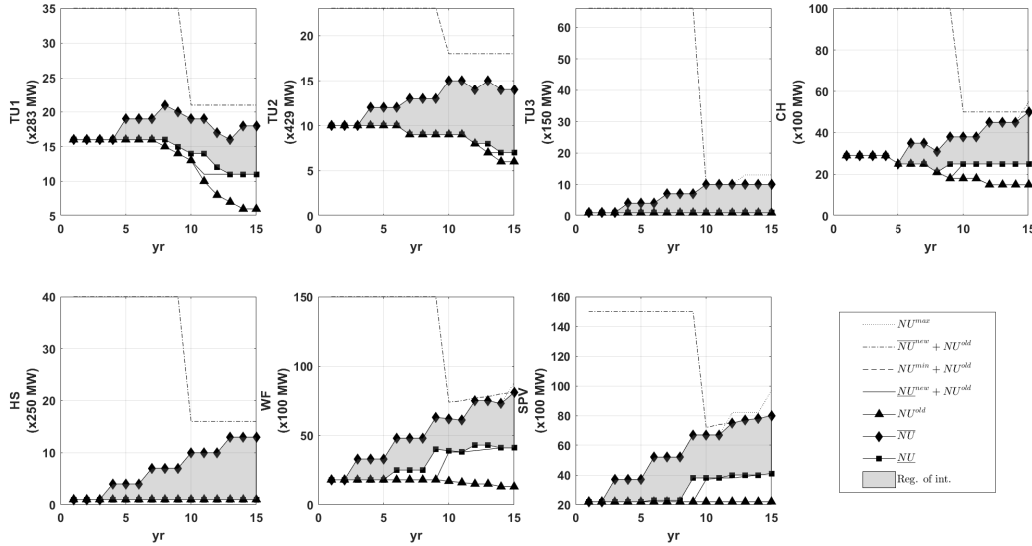 35
30
25
20
15
10
5
0 5 10 15
yr
TU1
(x283 MW)
20
15
10
5
0
0 5 10 15
yr
TU2
(x429 MW)
60
50
40
30
20
10
0
0 5 10 15
yr
TU3
(x150 MW)
100
80
60
40
20
0
0 5 10 15
yr
CH
(x100 MW)
40
30
20
10
0
0 5 10 15
yr
HS
(x250 MW)
150
100
50
0
0 5 10 15
yr
WF
(x100 MW)
160
140
120
100
80
60
40
20
0 5 10 15
yr
SPV
(x100 MW)
NU^max
N̅U̅^new + NU^old
NU^min + NU^old
N̲U̲^new + NU^old
NU^old
N̅U̅
N̲U̲
Reg. of int.